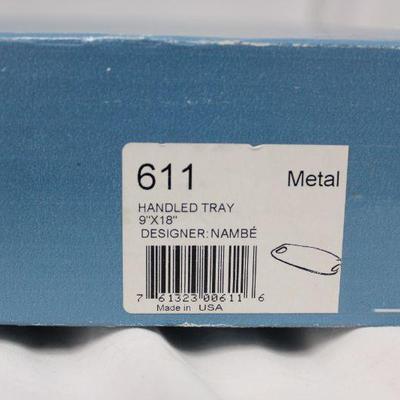 611 Metal
HANDLED TRAY
9"X18"
DESIGNER: NAMBÉ
7 61323 00611 6
Made in USA